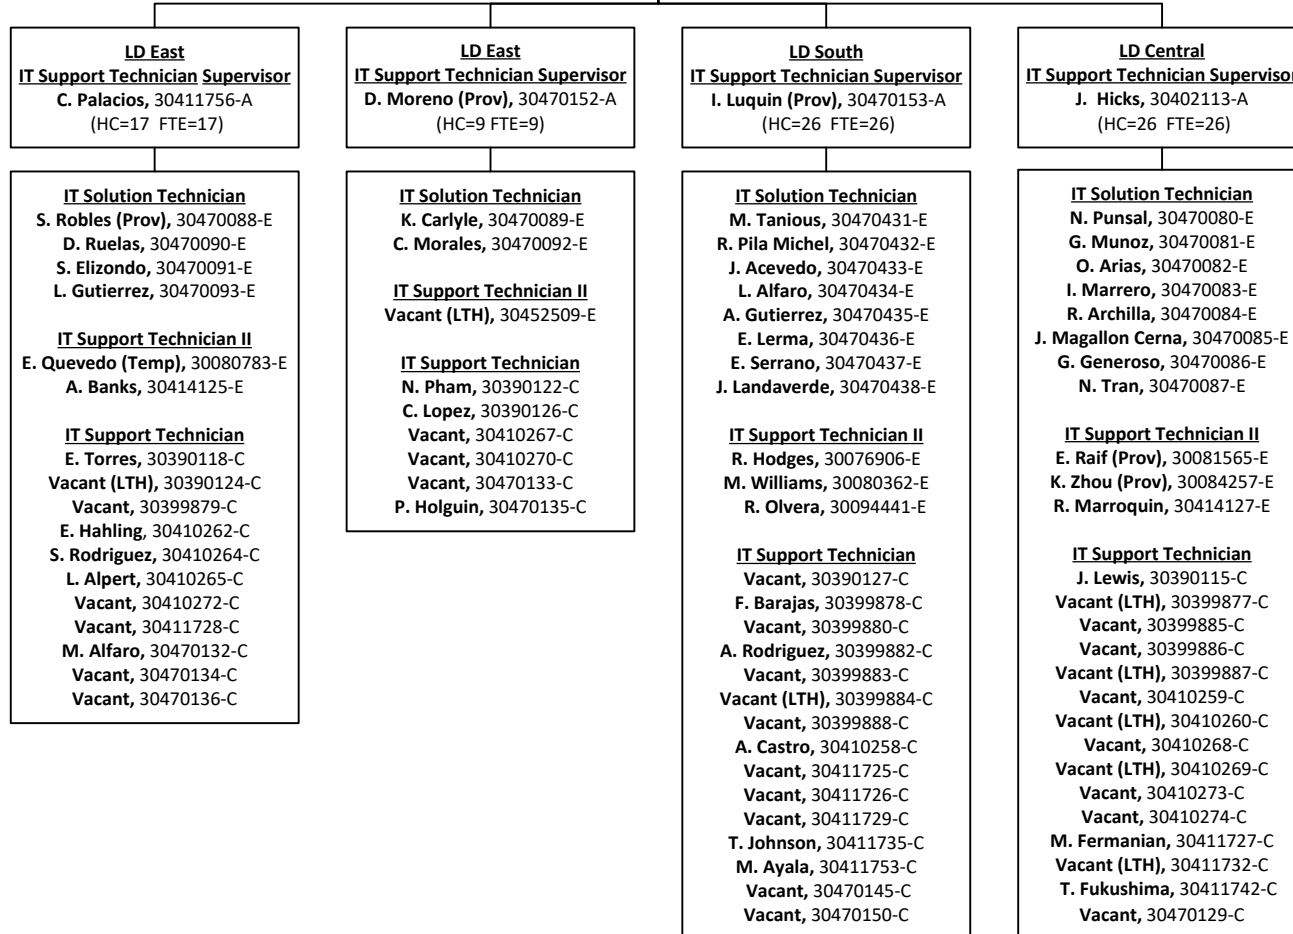 LD East
IT Support Technician Supervisor
C. Palacios, 30411756-A
(HC=17 FTE=17)
IT Solution Technician
S. Robles (Prov), 30470088-E
D. Ruelas, 30470090-E
S. Elizondo, 30470091-E
L. Gutierrez, 30470093-E
IT Support Technician II
E. Quevedo (Temp), 30080783-E
A. Banks, 30414125-E
IT Support Technician
E. Torres, 30390118-C
Vacant (LTH), 30390124-C
Vacant, 30399879-C
E. Hahling, 30410262-C
S. Rodriguez, 30410264-C
L. Alpert, 30410265-C
Vacant, 30410272-C
Vacant, 30411728-C
M. Alfaro, 30470132-C
Vacant, 30470134-C
Vacant, 30470136-C
LD East
IT Support Technician Supervisor
D. Moreno (Prov), 30470152-A
(HC=9 FTE=9)
IT Solution Technician
K. Carlyle, 30470089-E
C. Morales, 30470092-E
IT Support Technician II
Vacant (LTH), 30452509-E
IT Support Technician
N. Pham, 30390122-C
C. Lopez, 30390126-C
Vacant, 30410267-C
Vacant, 30410270-C
Vacant, 30470133-C
P. Holguin, 30470135-C
LD South
IT Support Technician Supervisor
I. Luquin (Prov), 30470153-A
(HC=26 FTE=26)
IT Solution Technician
M. Tanious, 30470431-E
R. Pila Michel, 30470432-E
J. Acevedo, 30470433-E
L. Alfaro, 30470434-E
A. Gutierrez, 30470435-E
E. Lerma, 30470436-E
E. Serrano, 30470437-E
J. Landaverde, 30470438-E
IT Support Technician II
R. Hodges, 30076906-E
M. Williams, 30080362-E
R. Olvera, 30094441-E
IT Support Technician
Vacant, 30390127-C
F. Barajas, 30399878-C
Vacant, 30399880-C
A. Rodriguez, 30399882-C
Vacant, 30399883-C
Vacant (LTH), 30399884-C
Vacant, 30399888-C
A. Castro, 30410258-C
Vacant, 30411725-C
Vacant, 30411726-C
Vacant, 30411729-C
T. Johnson, 30411735-C
M. Ayala, 30411753-C
Vacant, 30470145-C
Vacant, 30470150-C
LD Central
IT Support Technician Supervisor
J. Hicks, 30402113-A
(HC=26 FTE=26)
IT Solution Technician
N. Punsal, 30470080-E
G. Munoz, 30470081-E
O. Arias, 30470082-E
I. Marrero, 30470083-E
R. Archilla, 30470084-E
J. Magallon Cerna, 30470085-E
G. Generoso, 30470086-E
N. Tran, 30470087-E
IT Support Technician II
E. Raif (Prov), 30081565-E
K. Zhou (Prov), 30084257-E
R. Marroquin, 30414127-E
IT Support Technician
J. Lewis, 30390115-C
Vacant (LTH), 30399877-C
Vacant, 30399885-C
Vacant, 30399886-C
Vacant (LTH), 30399887-C
Vacant, 30410259-C
Vacant (LTH), 30410260-C
Vacant, 30410268-C
Vacant (LTH), 30410269-C
Vacant, 30410273-C
Vacant, 30410274-C
M. Fermanian, 30411727-C
Vacant (LTH), 30411732-C
T. Fukushima, 30411742-C
Vacant, 30470129-C